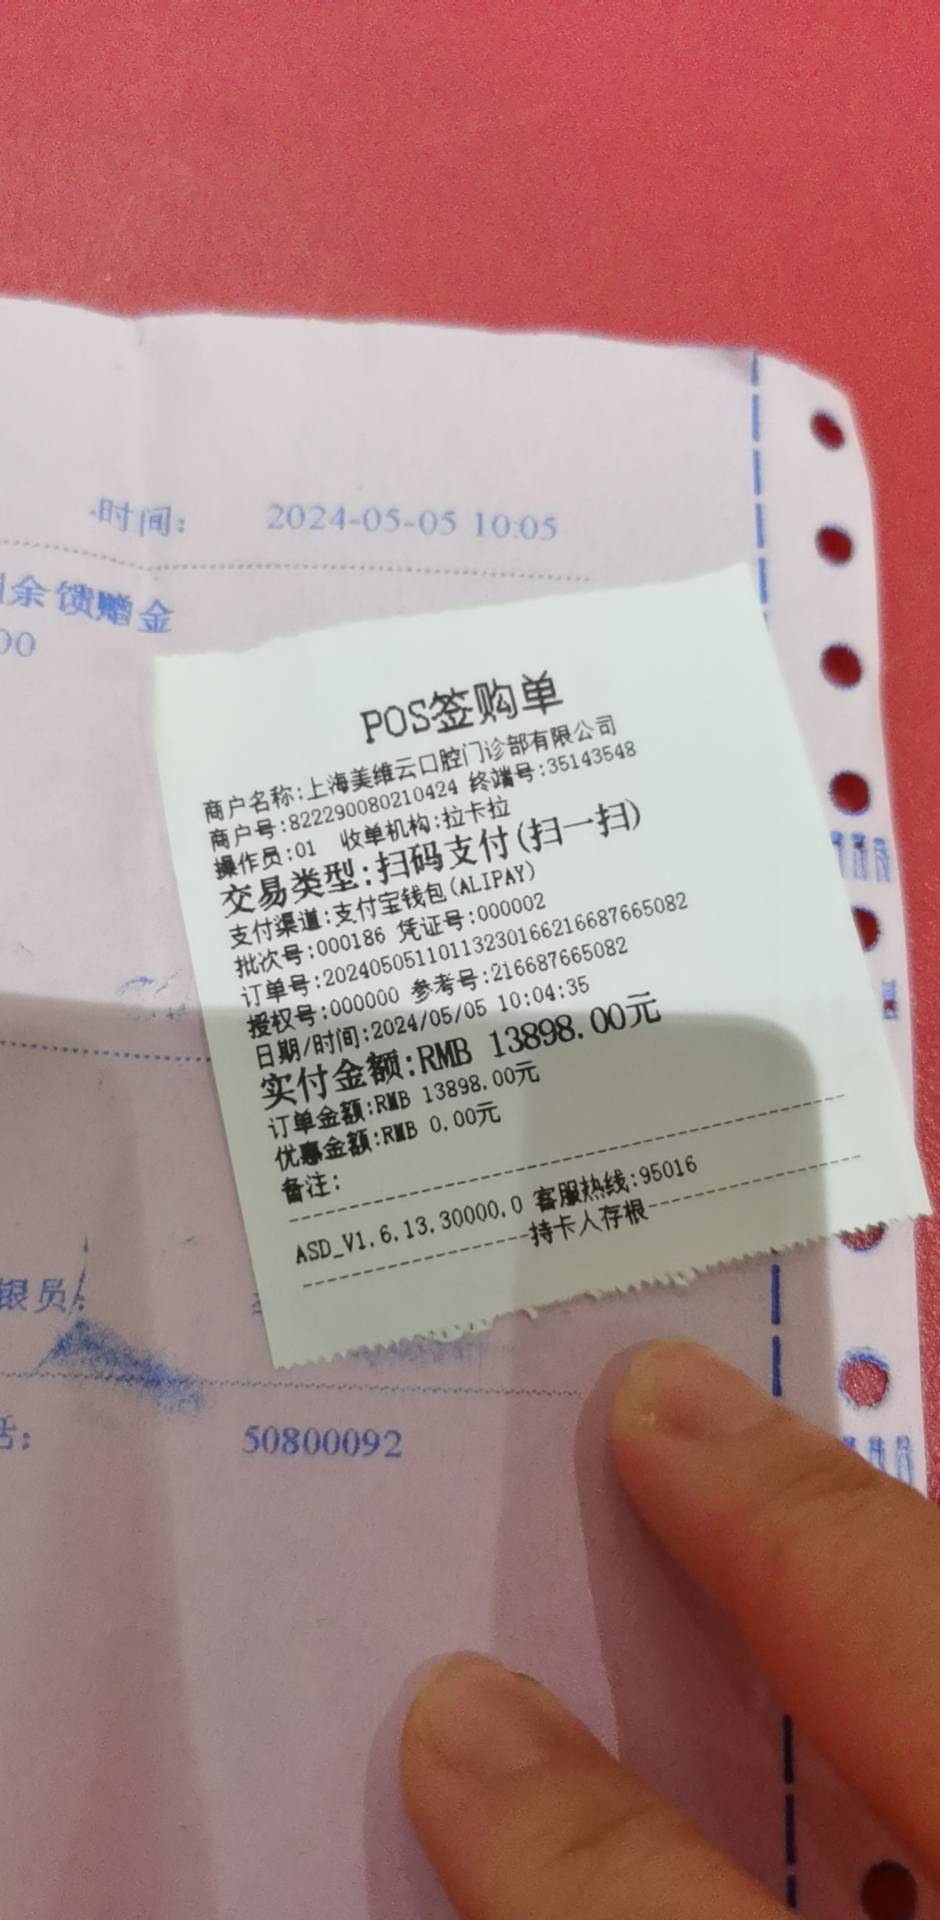 时间: 2024-05-05 10:05
余馈赠金
00
POS签购单
商户名称:上海美维云口腔门诊部有限公司
商户号:822290080210424 终端号:35143548
操作员:01 收单机构:拉卡拉
交易类型:扫码支付(扫一扫)
支付渠道:支付宝钱包(ALIPAY)
批次号:000186 凭证号:000002
订单号:20240505110113230166216687665082
授权号:000000 参考号:216687665082
日期/时间:2024/05/05 10:04:35
实付金额:RMB 13898.00元
订单金额:RMB 13898.00元
优惠金额:RMB 0.00元
备注:
ASD_V1.6.13.30000.0 客服热线:95016
持卡人存根
银员:
话: 50800092